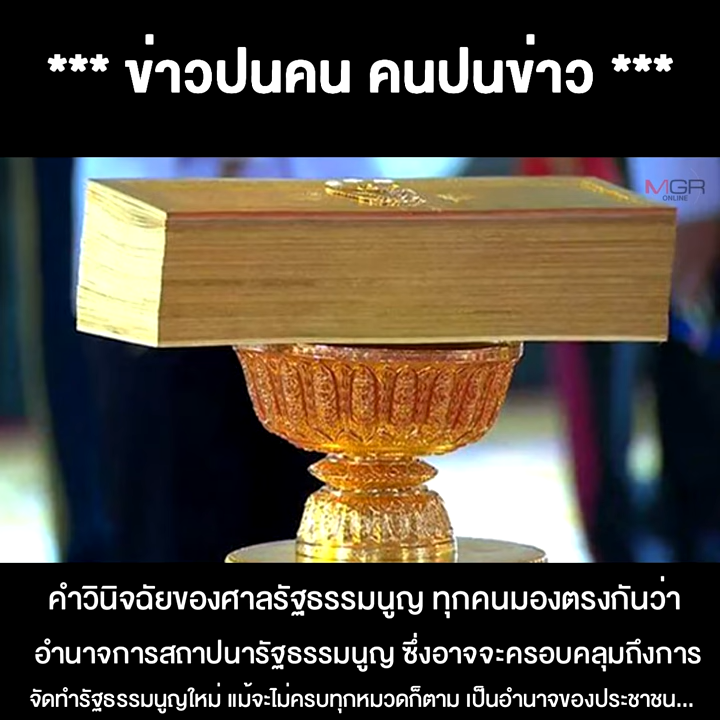 *** ข่าวปนคน คนปนข่าว ***
MGR
ONLINE
คำวินิจฉัยของศาลรัฐธรรมนูญ ทุกคนมองตรงกันว่า
อำนาจการสถาปนารัฐธรรมนูญ ซึ่งอาจจะครอบคลุมถึงการ
จัดทำรัฐธรรมนูญใหม่ แม้จะไม่ครบทุกหมวดก็ตาม เป็นอำนาจของประชาชน...